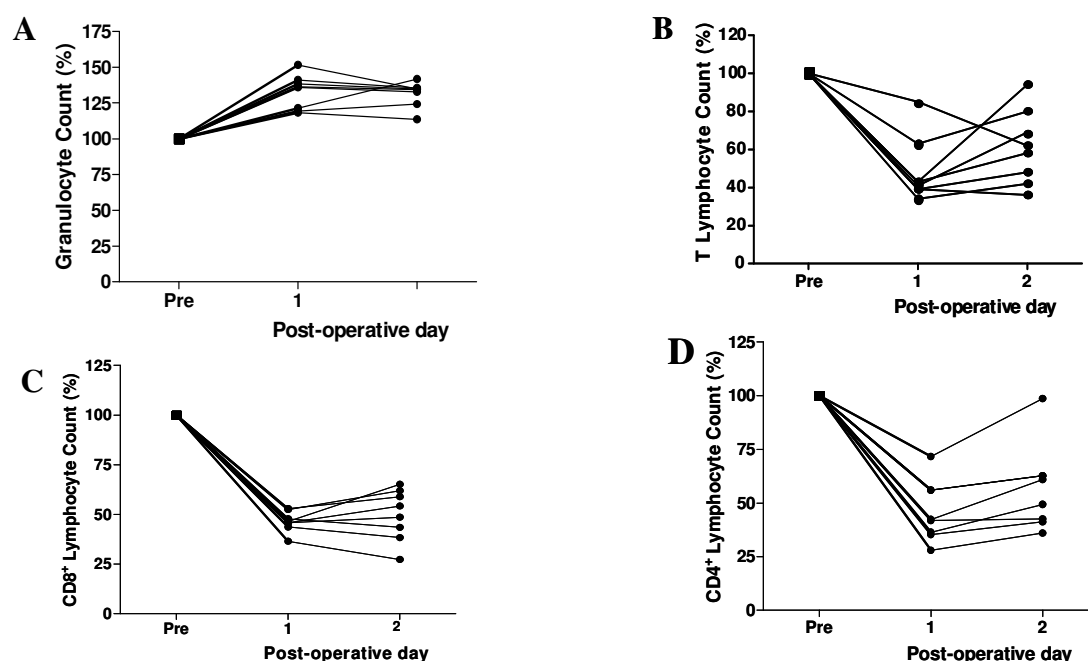 A
Granulocyte Count (%)
175
150
125
100
75
50
25
0
Pre
1
Post-operative day
B
T Lymphocyte Count (%)
120
100
80
60
40
20
0
Pre
1
2
Post-operative day
C
CD8+ Lymphocyte Count (%)
125
100
75
50
25
0
Pre
1
2
Post-operative day
D
CD4+ Lymphocyte Count (%)
125
100
75
50
25
0
Pre
1
2
Post-operative day